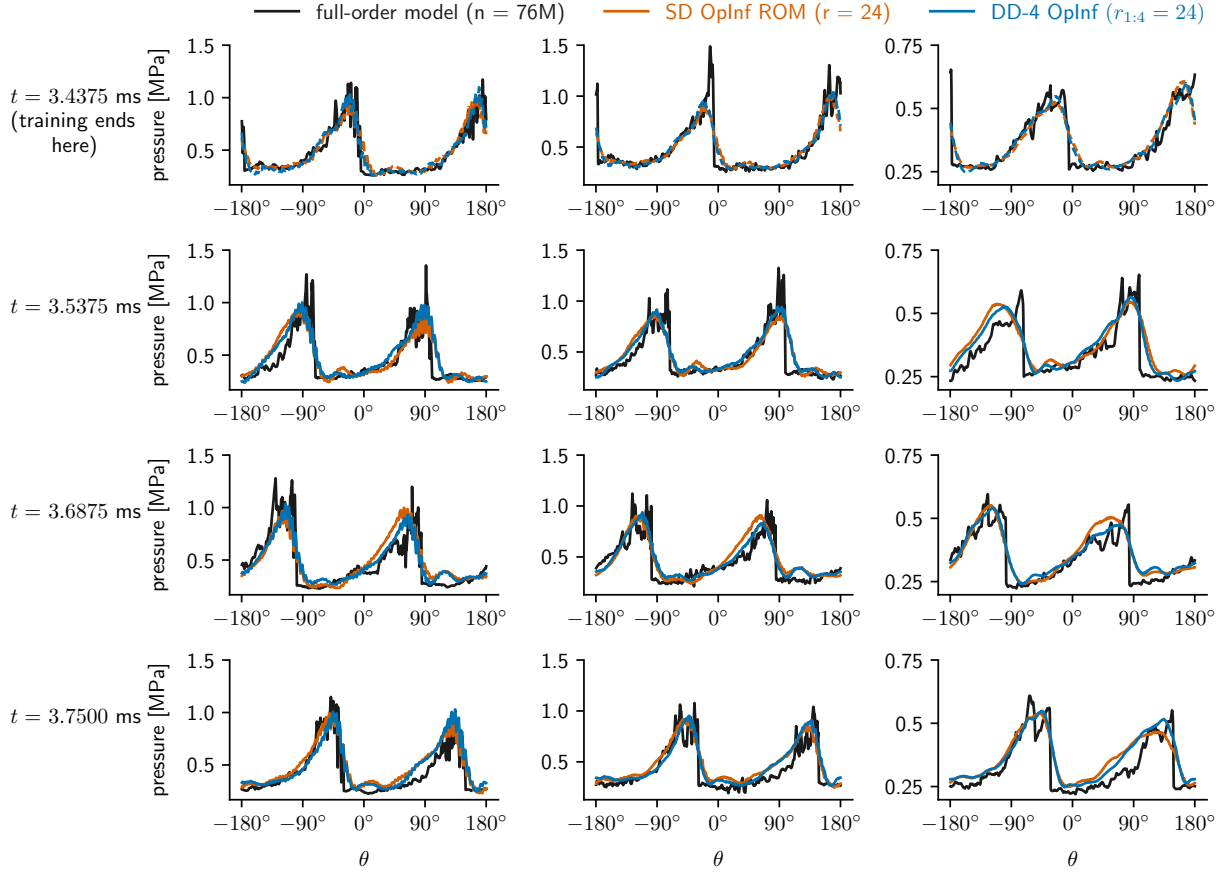 full-order model (n = 76M) SD OpInf ROM (r = 24) DD-4 OpInf (r₁:₄ = 24)
t = 3.4375 ms
(training ends
here)
pressure [MPa]
1.5
1.0
0.5
−180° −90° 0° 90° 180°
1.5
1.0
0.5
−180° −90° 0° 90° 180°
0.75
0.50
0.25
−180° −90° 0° 90° 180°
t = 3.5375 ms
pressure [MPa]
1.5
1.0
0.5
−180° −90° 0° 90° 180°
1.5
1.0
0.5
−180° −90° 0° 90° 180°
0.75
0.50
0.25
−180° −90° 0° 90° 180°
t = 3.6875 ms
pressure [MPa]
1.5
1.0
0.5
−180° −90° 0° 90° 180°
1.5
1.0
0.5
−180° −90° 0° 90° 180°
0.75
0.50
0.25
−180° −90° 0° 90° 180°
t = 3.7500 ms
pressure [MPa]
1.5
1.0
0.5
−180° −90° 0° 90° 180°
θ
1.5
1.0
0.5
−180° −90° 0° 90° 180°
θ
0.75
0.50
0.25
−180° −90° 0° 90° 180°
θ